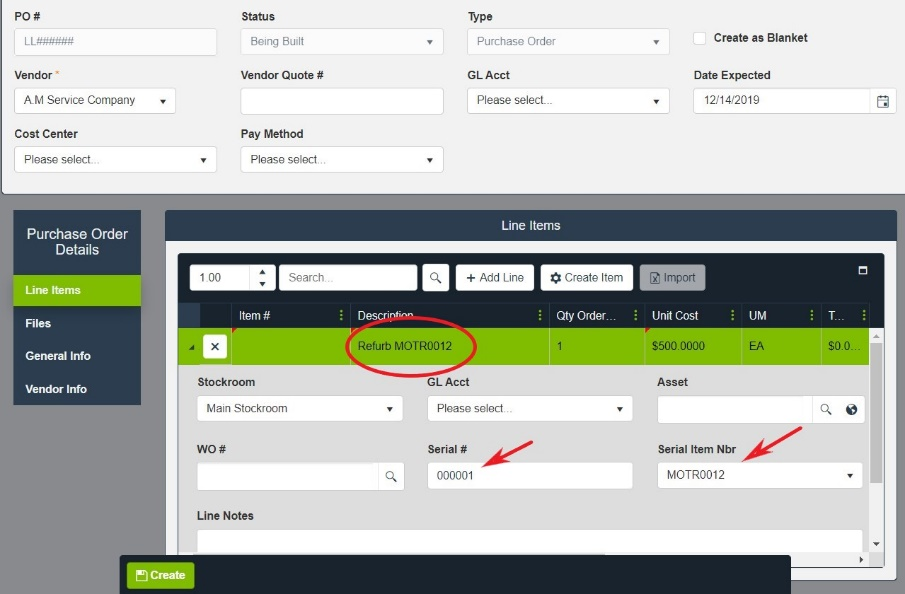 PO #
Status
Type
LL######
Being Built
Purchase Order
Create as Blanket
Vendor *
Vendor Quote #
GL Acct
Date Expected
A.M Service Company
Please select...
12/14/2019
Cost Center
Pay Method
Please select...
Please select...
Purchase Order
Details
Line Items
Files
General Info
Vendor Info
Line Items
1.00
Search...
+ Add Line
Create Item
Import
Item #
Description
Qty Order...
Unit Cost
UM
T...
Refurb MOTR0012
1
$500.0000
EA
$0.0...
Stockroom
GL Acct
Asset
Main Stockroom
Please select...
WO #
Serial #
Serial Item Nbr
000001
MOTR0012
Line Notes
Create